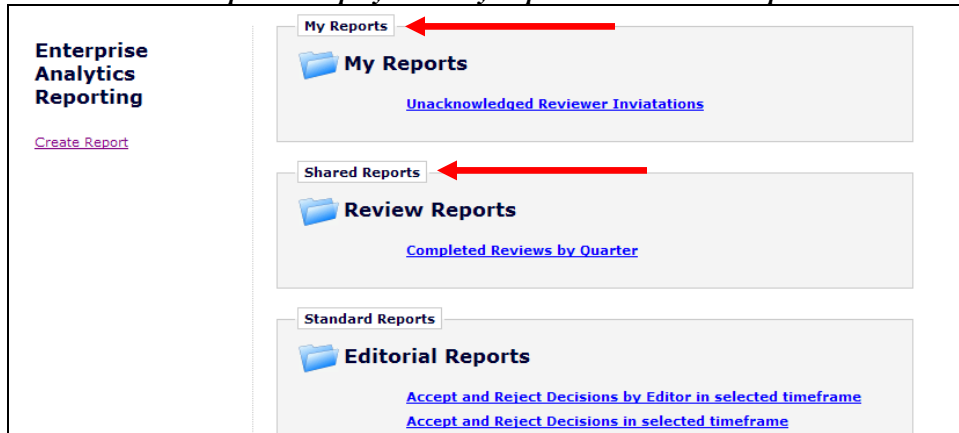 My Reports
Enterprise
Analytics
Reporting
Create Report
My Reports
Unacknowledged Reviewer Inviatations
Shared Reports
Review Reports
Completed Reviews by Quarter
Standard Reports
Editorial Reports
Accept and Reject Decisions by Editor in selected timeframe
Accept and Reject Decisions in selected timeframe